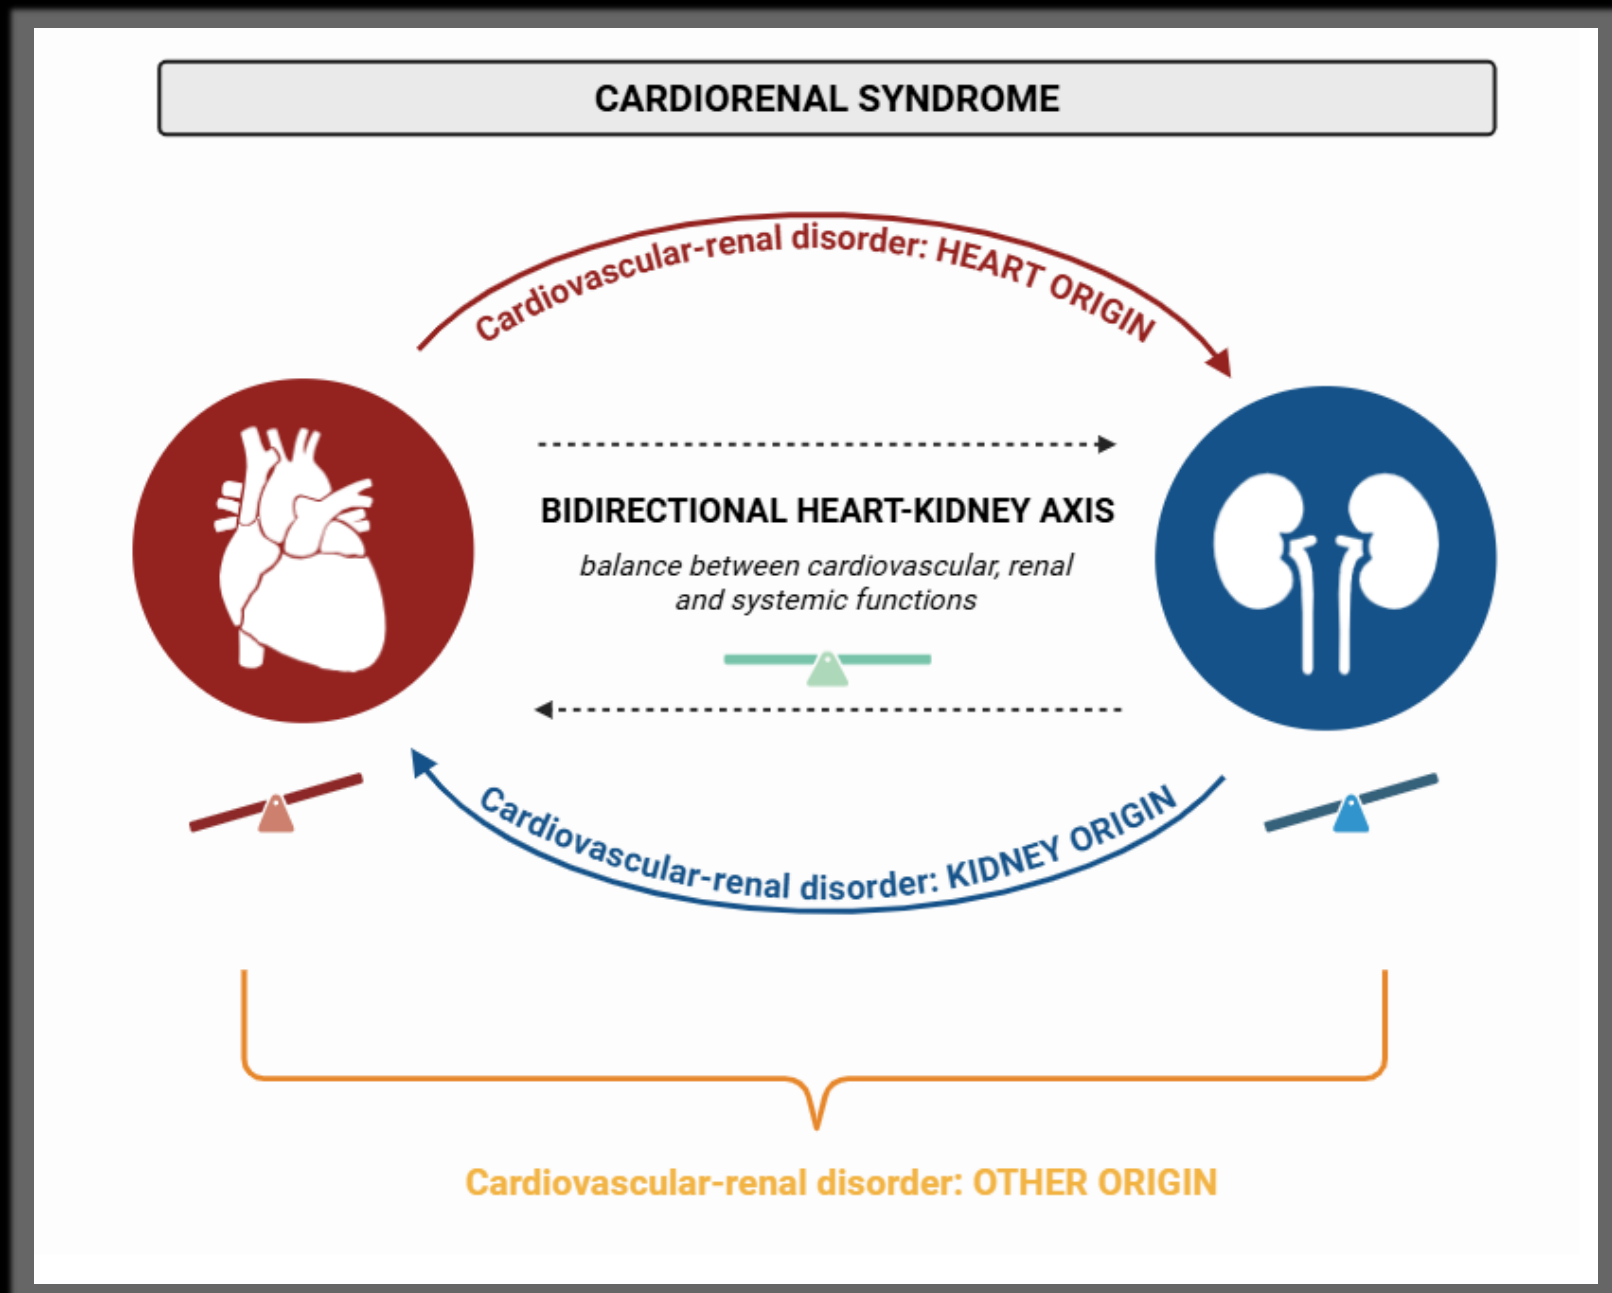 CARDIORENAL SYNDROME
Cardiovascular-renal disorder: HEART ORIGIN
BIDIRECTIONAL HEART-KIDNEY AXIS
balance between cardiovascular, renal
and systemic functions
Cardiovascular-renal disorder: KIDNEY ORIGIN
Cardiovascular-renal disorder: OTHER ORIGIN